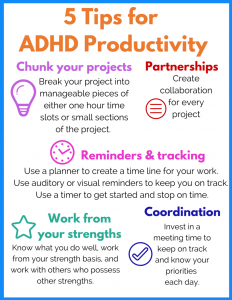 5 Tips for
ADHD Productivity
Chunk your projects
Break your project into
manageable pieces of
either one hour time
slots or small sections
of the project.
Partnerships
Create
collaboration
for every
project
Reminders & tracking
Use a planner to create a time line for your work.
Use auditory or visual reminders to keep you on track.
Use a timer to get started and stop on time.
Work from
your strengths
Know what you do well, work
from your strength basis, and
work with others who possess
other strengths.
Coordination
Invest in a
meeting time to
keep on track
and know your
priorities
each day.